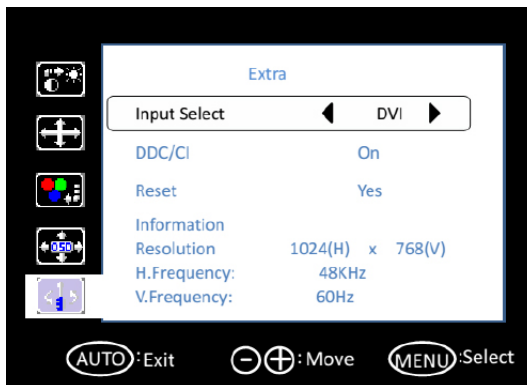 Extra
Input Select DVI
DDC/CI On
Reset Yes
Information
Resolution 1024(H) x 768(V)
H.Frequency: 48KHz
V.Frequency: 60Hz
OSD
AUTO:Exit -+:Move MENU:Select